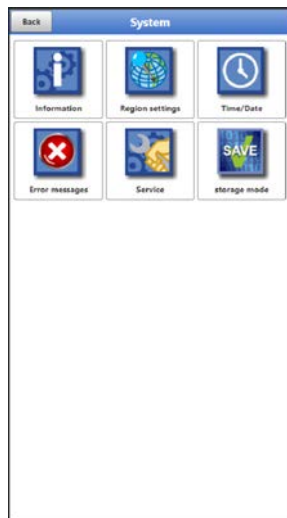 Back
System
Information
Region settings
Time/Date
Error messages
Service
SAVE
storage mode